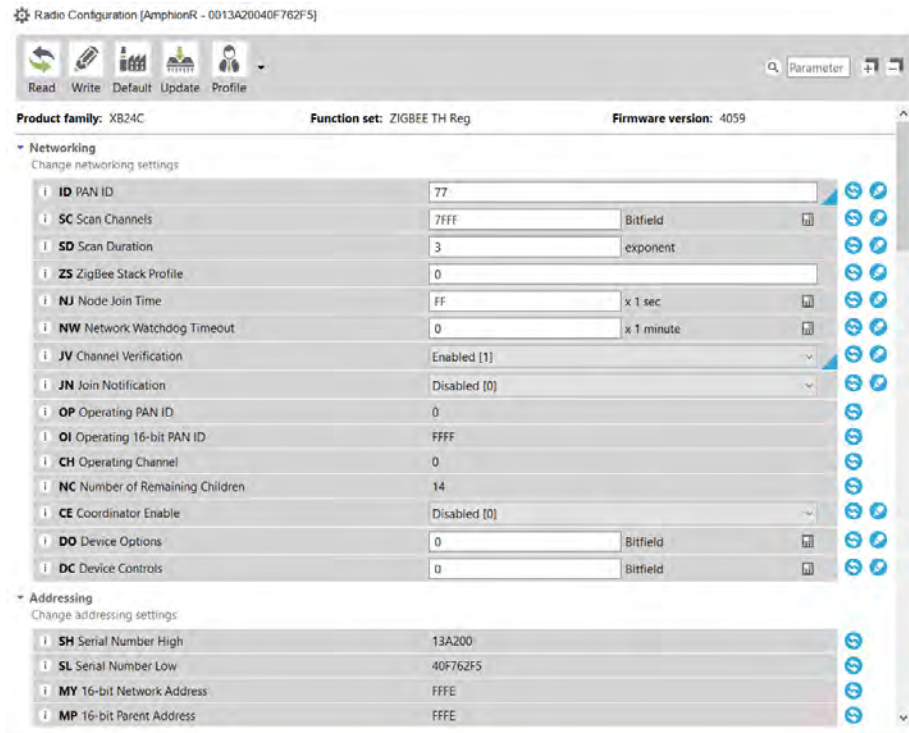 Radio Configuration [AmphionR - 0013A20040F762F5]
Read Write Default Update Profile Parameter
Product family: XB24C Function set: ZIGBEE TH Reg Firmware version: 4059
Networking
Change networking settings
i ID PAN ID 77
i SC Scan Channels 7FFF Bitfield
i SD Scan Duration 3 exponent
i ZS ZigBee Stack Profile 0
i NJ Node Join Time FF x 1 sec
i NW Network Watchdog Timeout 0 x 1 minute
i JV Channel Verification Enabled [1]
i JN Join Notification Disabled [0]
i OP Operating PAN ID 0
i OI Operating 16-bit PAN ID FFFF
i CH Operating Channel 0
i NC Number of Remaining Children 14
i CE Coordinator Enable Disabled [0]
i DO Device Options 0 Bitfield
i DC Device Controls 0 Bitfield
Addressing
Change addressing settings
i SH Serial Number High 13A200
i SL Serial Number Low 40F762F5
i MY 16-bit Network Address FFFE
i MP 16-bit Parent Address FFFE